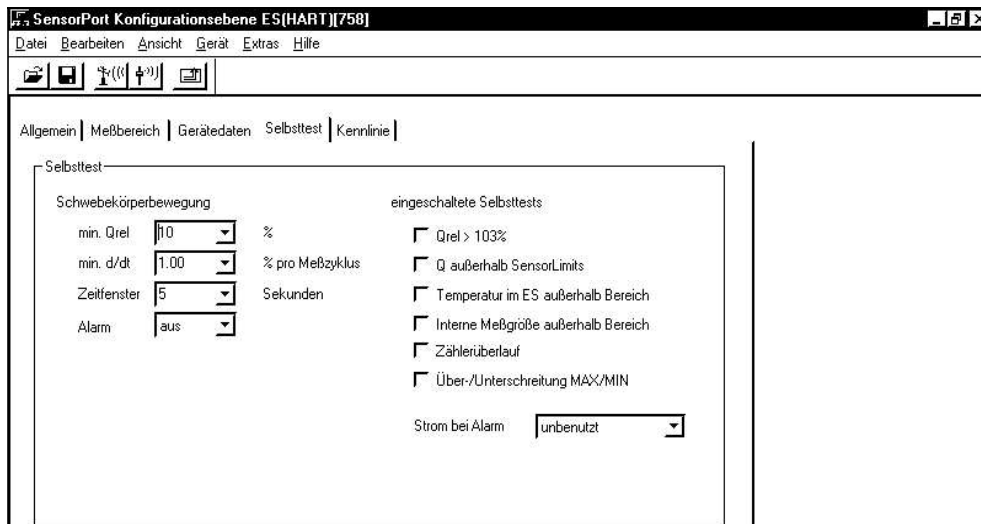 SensorPort Konfigurationsebene ES(HART)[758]
Datei Bearbeiten Ansicht Gerät Extras Hilfe
Allgemein Meßbereich Gerätedaten Selbsttest Kennlinie
Selbsttest
Schwebekörperbewegung
min. Qrel 10 %
min. d/dt 1.00 % pro Meßzyklus
Zeitfenster 5 Sekunden
Alarm aus
eingeschaltete Selbsttests
Qrel > 103%
Q außerhalb SensorLimits
Temperatur im ES außerhalb Bereich
Interne Meßgröße außerhalb Bereich
Zählerüberlauf
Über-/Unterschreitung MAX/MIN
Strom bei Alarm unbenutzt